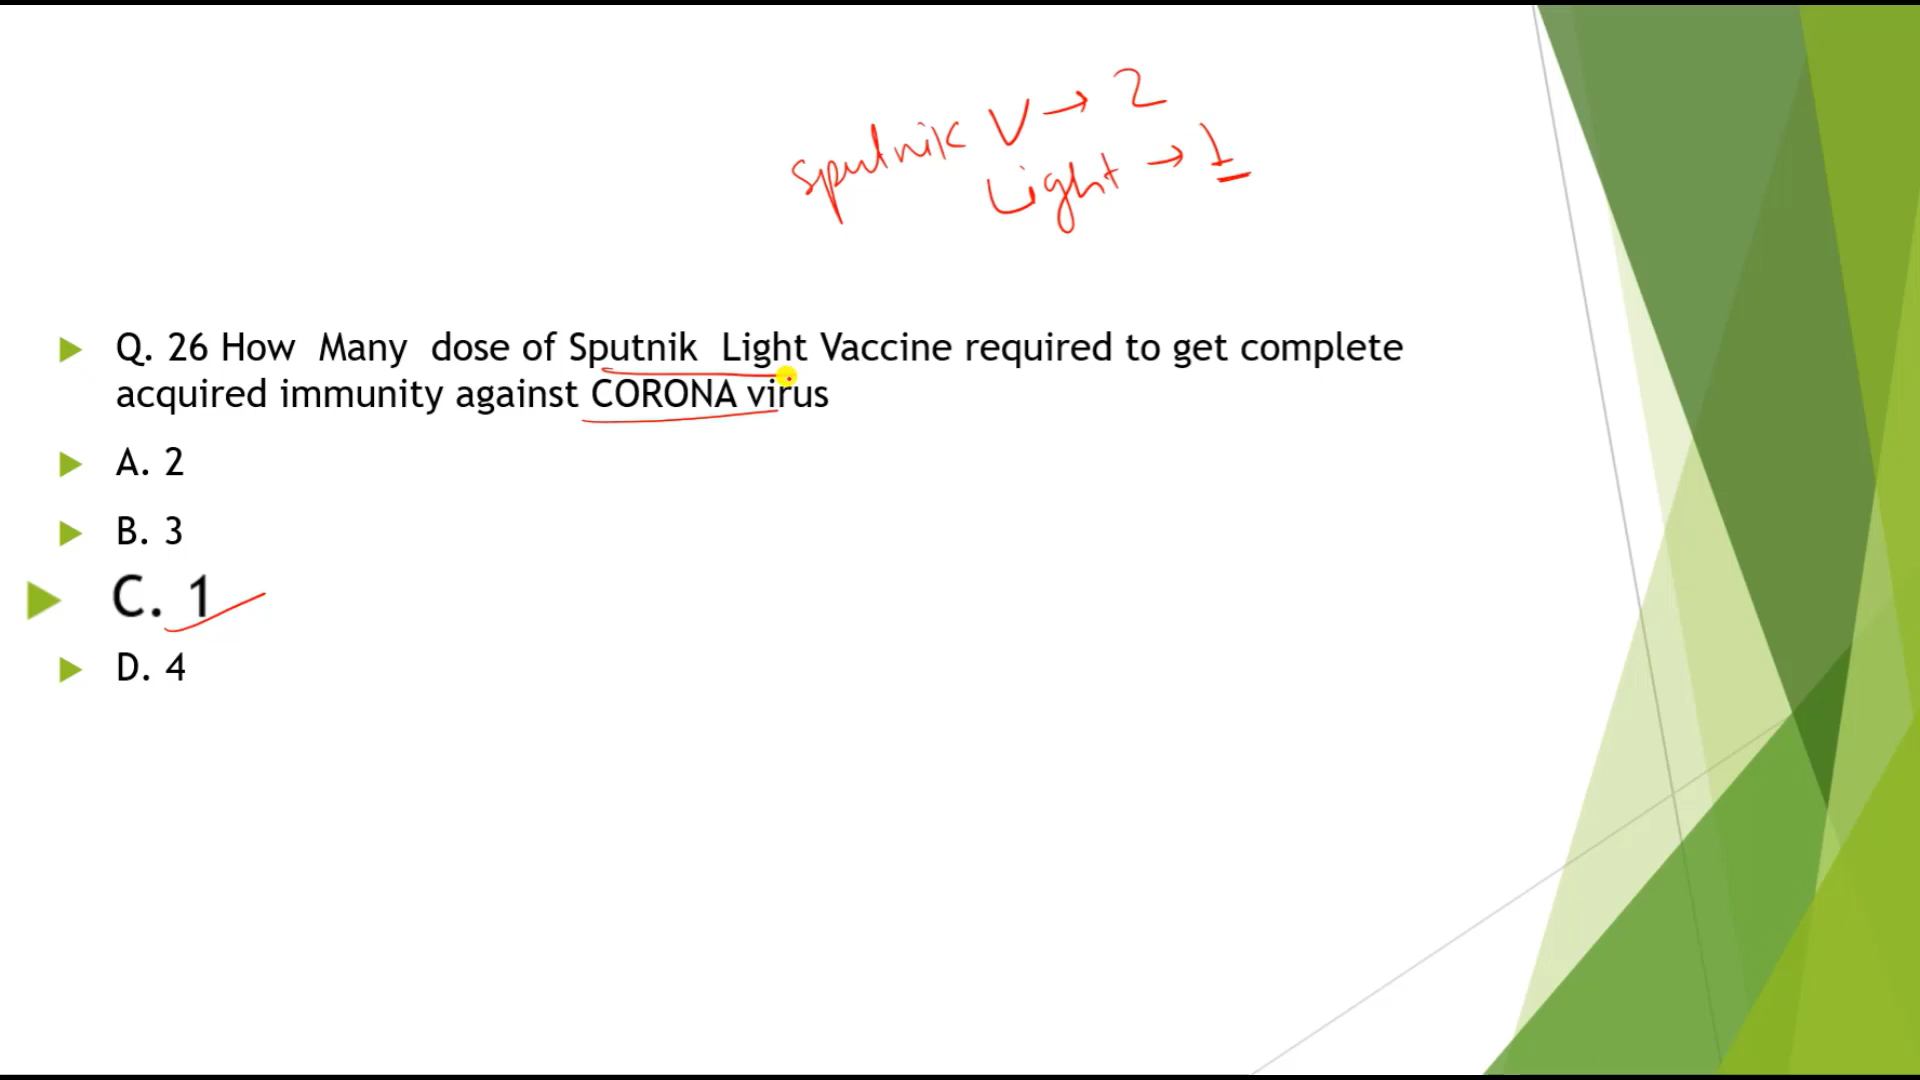 sputnik V → 2
Light → 1
Q. 26 How Many dose of Sputnik Light Vaccine required to get complete
acquired immunity against CORONA virus
A. 2
B. 3
C. 1
D. 4